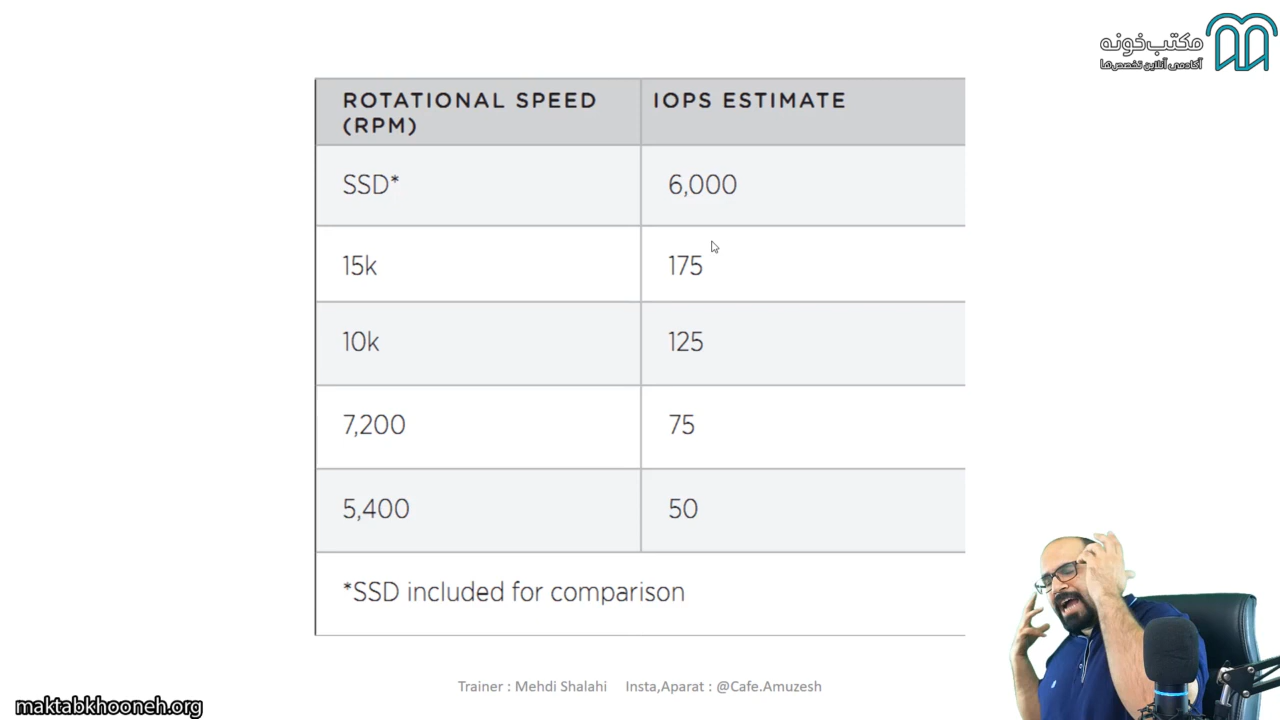 مکتب‌خونه
آکادمی آنلاین تخصص‌ها
ROTATIONAL SPEED (RPM)
IOPS ESTIMATE
SSD*
6,000
15k
175
10k
125
7,200
75
5,400
50
*SSD included for comparison
Trainer : Mehdi Shalahi Insta,Aparat : @Cafe.Amuzesh
maktabkhooneh.org